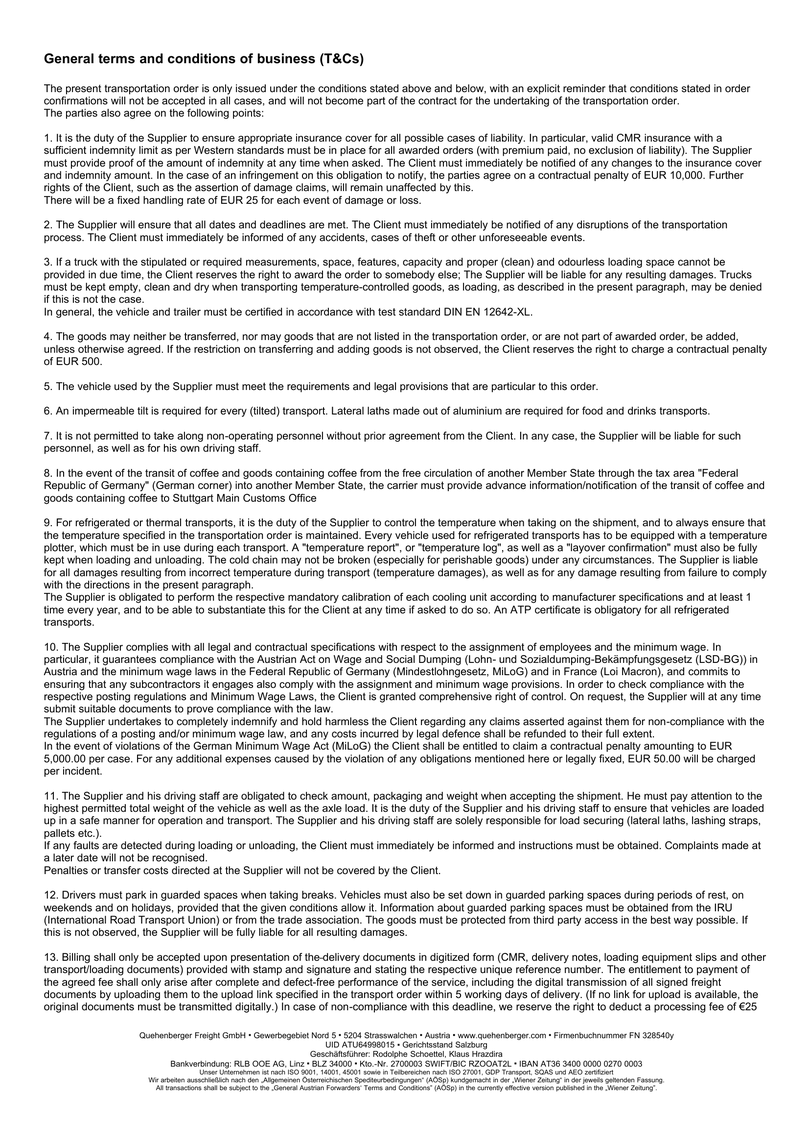 General terms and conditions of business (T&Cs)
The present transportation order is only issued under the conditions stated above and below, with an explicit reminder that conditions stated in order
confirmations will not be accepted in all cases, and will not become part of the contract for the undertaking of the transportation order.
The parties also agree on the following points:
1. It is the duty of the Supplier to ensure appropriate insurance cover for all possible cases of liability. In particular, valid CMR insurance with a
sufficient indemnity limit as per Western standards must be in place for all awarded orders (with premium paid, no exclusion of liability). The Supplier
must provide proof of the amount of indemnity at any time when asked. The Client must immediately be notified of any changes to the insurance cover
and indemnity amount. In the case of an infringement on this obligation to notify, the parties agree on a contractual penalty of EUR 10,000. Further
rights of the Client, such as the assertion of damage claims, will remain unaffected by this.
There will be a fixed handling rate of EUR 25 for each event of damage or loss.
2. The Supplier will ensure that all dates and deadlines are met. The Client must immediately be notified of any disruptions of the transportation
process. The Client must immediately be informed of any accidents, cases of theft or other unforeseeable events.
3. If a truck with the stipulated or required measurements, space, features, capacity and proper (clean) and odourless loading space cannot be
provided in due time, the Client reserves the right to award the order to somebody else; The Supplier will be liable for any resulting damages. Trucks
must be kept empty, clean and dry when transporting temperature-controlled goods, as loading, as described in the present paragraph, may be denied
if this is not the case.
In general, the vehicle and trailer must be certified in accordance with test standard DIN EN 12642-XL.
4. The goods may neither be transferred, nor may goods that are not listed in the transportation order, or are not part of awarded order, be added,
unless otherwise agreed. If the restriction on transferring and adding goods is not observed, the Client reserves the right to charge a contractual penalty
of EUR 500.
5. The vehicle used by the Supplier must meet the requirements and legal provisions that are particular to this order.
6. An impermeable tilt is required for every (tilted) transport. Lateral laths made out of aluminium are required for food and drinks transports.
7. It is not permitted to take along non-operating personnel without prior agreement from the Client. In any case, the Supplier will be liable for such
personnel, as well as for his own driving staff.
8. In the event of the transit of coffee and goods containing coffee from the free circulation of another Member State through the tax area "Federal
Republic of Germany" (German corner) into another Member State, the carrier must provide advance information/notification of the transit of coffee and
goods containing coffee to Stuttgart Main Customs Office
9. For refrigerated or thermal transports, it is the duty of the Supplier to control the temperature when taking on the shipment, and to always ensure that
the temperature specified in the transportation order is maintained. Every vehicle used for refrigerated transports has to be equipped with a temperature
plotter, which must be in use during each transport. A "temperature report", or "temperature log", as well as a "layover confirmation" must also be fully
kept when loading and unloading. The cold chain may not be broken (especially for perishable goods) under any circumstances. The Supplier is liable
for all damages resulting from incorrect temperature during transport (temperature damages), as well as for any damage resulting from failure to comply
with the directions in the present paragraph.
The Supplier is obligated to perform the respective mandatory calibration of each cooling unit according to manufacturer specifications and at least 1
time every year, and to be able to substantiate this for the Client at any time if asked to do so. An ATP certificate is obligatory for all refrigerated
transports.
10. The Supplier complies with all legal and contractual specifications with respect to the assignment of employees and the minimum wage. In
particular, it guarantees compliance with the Austrian Act on Wage and Social Dumping (Lohn- und Sozialdumping-Bekämpfungsgesetz (LSD-BG)) in
Austria and the minimum wage laws in the Federal Republic of Germany (Mindestlohngesetz, MiLoG) and in France (Loi Macron), and commits to
ensuring that any subcontractors it engages also comply with the assignment and minimum wage provisions. In order to check compliance with the
respective posting regulations and Minimum Wage Laws, the Client is granted comprehensive right of control. On request, the Supplier will at any time
submit suitable documents to prove compliance with the law.
The Supplier undertakes to completely indemnify and hold harmless the Client regarding any claims asserted against them for non-compliance with the
regulations of a posting and/or minimum wage law, and any costs incurred by legal defence shall be refunded to their full extent.
In the event of violations of the German Minimum Wage Act (MiLoG) the Client shall be entitled to claim a contractual penalty amounting to EUR
5,000.00 per case. For any additional expenses caused by the violation of any obligations mentioned here or legally fixed, EUR 50.00 will be charged
per incident.
11. The Supplier and his driving staff are obligated to check amount, packaging and weight when accepting the shipment. He must pay attention to the
highest permitted total weight of the vehicle as well as the axle load. It is the duty of the Supplier and his driving staff to ensure that vehicles are loaded
up in a safe manner for operation and transport. The Supplier and his driving staff are solely responsible for load securing (lateral laths, lashing straps,
pallets etc.).
If any faults are detected during loading or unloading, the Client must immediately be informed and instructions must be obtained. Complaints made at
a later date will not be recognised.
Penalties or transfer costs directed at the Supplier will not be covered by the Client.
12. Drivers must park in guarded spaces when taking breaks. Vehicles must also be set down in guarded parking spaces during periods of rest, on
weekends and on holidays, provided that the given conditions allow it. Information about guarded parking spaces must be obtained from the IRU
(International Road Transport Union) or from the trade association. The goods must be protected from third party access in the best way possible. If
this is not observed, the Supplier will be fully liable for all resulting damages.
13. Billing shall only be accepted upon presentation of the delivery documents in digitized form (CMR, delivery notes, loading equipment slips and other
transport/loading documents) provided with stamp and signature and stating the respective unique reference number. The entitlement to payment of
the agreed fee shall only arise after complete and defect-free performance of the service, including the digital transmission of all signed freight
documents by uploading them to the upload link specified in the transport order within 5 working days of delivery. (If no link for upload is available, the
original documents must be transmitted digitally.) In case of non-compliance with this deadline, we reserve the right to deduct a processing fee of €25
Quehenberger Freight GmbH • Gewerbegebiet Nord 5 • 5204 Strasswalchen • Austria • www.quehenberger.com • Firmenbuchnummer FN 328540y
UID ATU64998015 • Gerichtsstand Salzburg
Geschäftsführer: Rodolphe Schoettel, Klaus Hrazdira
Bankverbindung: RLB OOE AG, Linz • BLZ 34000 • Kto.-Nr. 2700003 SWIFT/BIC RZOOAT2L • IBAN AT36 3400 0000 0270 0003
Unser Unternehmen ist nach ISO 9001, 14001, 45001 sowie in Teilbereichen nach ISO 27001, GDP Transport, SQAS und AEO zertifiziert
Wir arbeiten ausschließlich nach den „Allgemeinen Österreichischen Spediteurbedingungen“ (AÖSp) kundgemacht in der „Wiener Zeitung“ in der jeweils geltenden Fassung.
All transactions shall be subject to the „General Austrian Forwarders' Terms and Conditions“ (AÖSp) in the currently effective version published in the „Wiener Zeitung“.